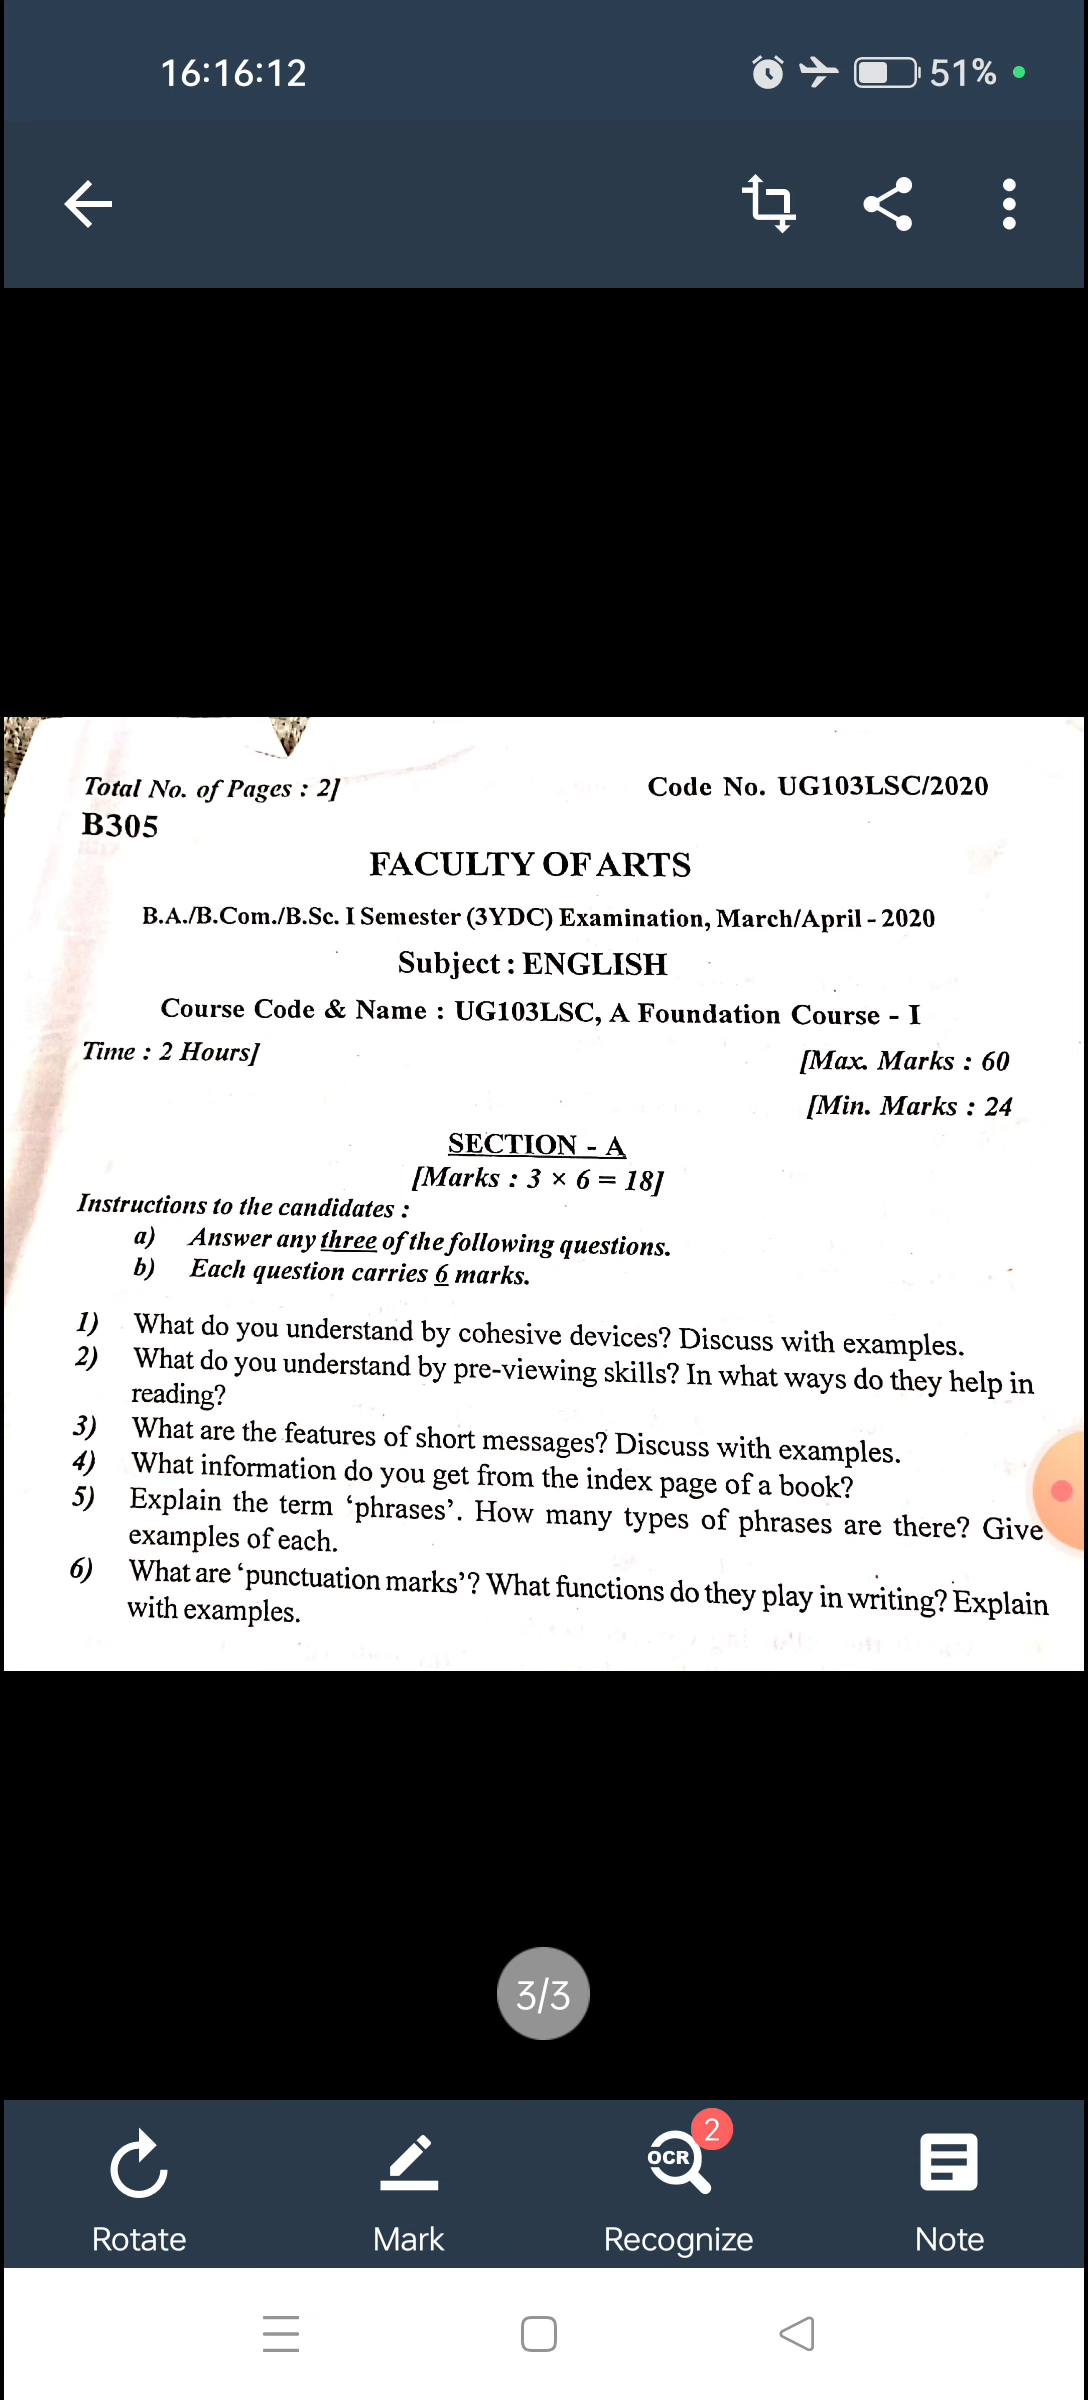 16:16:12
51%
Total No. of Pages : 2]
Code No. UG103LSC/2020
B305
FACULTY OF ARTS
B.A./B.Com./B.Sc. I Semester (3YDC) Examination, March/April - 2020
Subject : ENGLISH
Course Code & Name : UG103LSC, A Foundation Course - I
Time : 2 Hours]
[Max. Marks : 60
[Min. Marks : 24
SECTION - A
[Marks : 3 × 6 = 18]
Instructions to the candidates :
a) Answer any three of the following questions.
b) Each question carries 6 marks.
1) What do you understand by cohesive devices? Discuss with examples.
2) What do you understand by pre-viewing skills? In what ways do they help in
reading?
3) What are the features of short messages? Discuss with examples.
4) What information do you get from the index page of a book?
5) Explain the term ‘phrases’. How many types of phrases are there? Give
examples of each.
6) What are ‘punctuation marks’? What functions do they play in writing? Explain
with examples.
3/3
OCR
2
Rotate
Mark
Recognize
Note